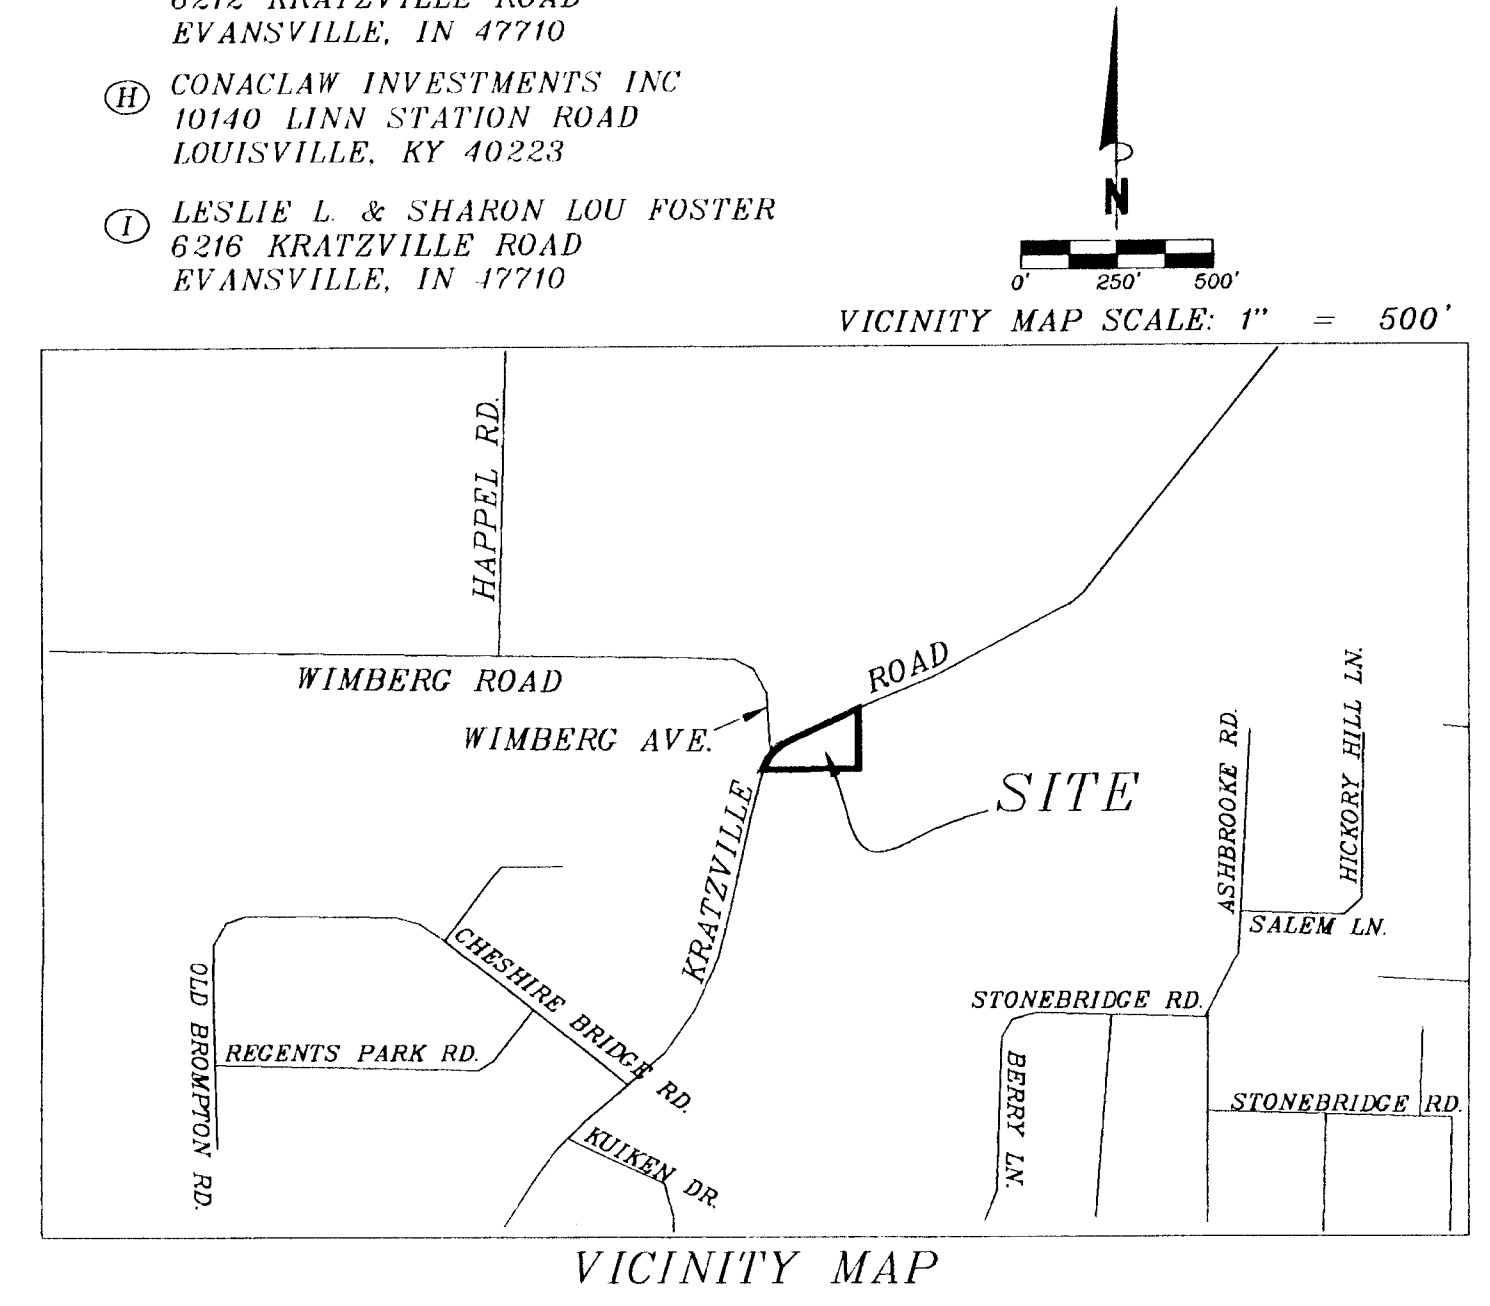 6212 KRATZVILLE ROAD
EVANSVILLE, IN 47710
H CONACLAW INVESTMENTS INC
10140 LINN STATION ROAD
LOUISVILLE, KY 40223
I LESLIE L. & SHARON LOU FOSTER
6216 KRATZVILLE ROAD
EVANSVILLE, IN 47710
N
0' 250' 500'
VICINITY MAP SCALE: 1" = 500'
HAPPEL RD.
WIMBERG ROAD
WIMBERG AVE.
ROAD
KRATZVILLE
SITE
ASHBROOKE RD.
HICKORY HILL LN.
SALEM LN.
CHESHIRE BRIDGE RD.
OLD BROMPTON RD.
REGENTS PARK RD.
KUIKEN DR.
STONEBRIDGE RD.
BERRY LN.
STONEBRIDGE RD.
VICINITY MAP